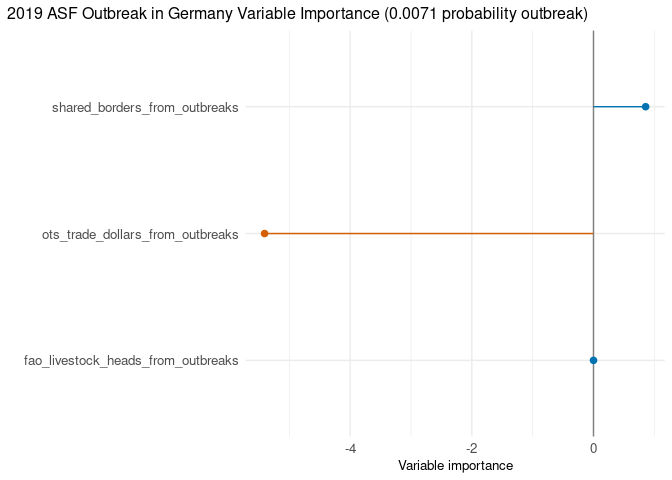 2019 ASF Outbreak in Germany Variable Importance (0.0071 probability outbreak)
shared_borders_from_outbreaks
ots_trade_dollars_from_outbreaks
fao_livestock_heads_from_outbreaks
-4 -2 0
Variable importance